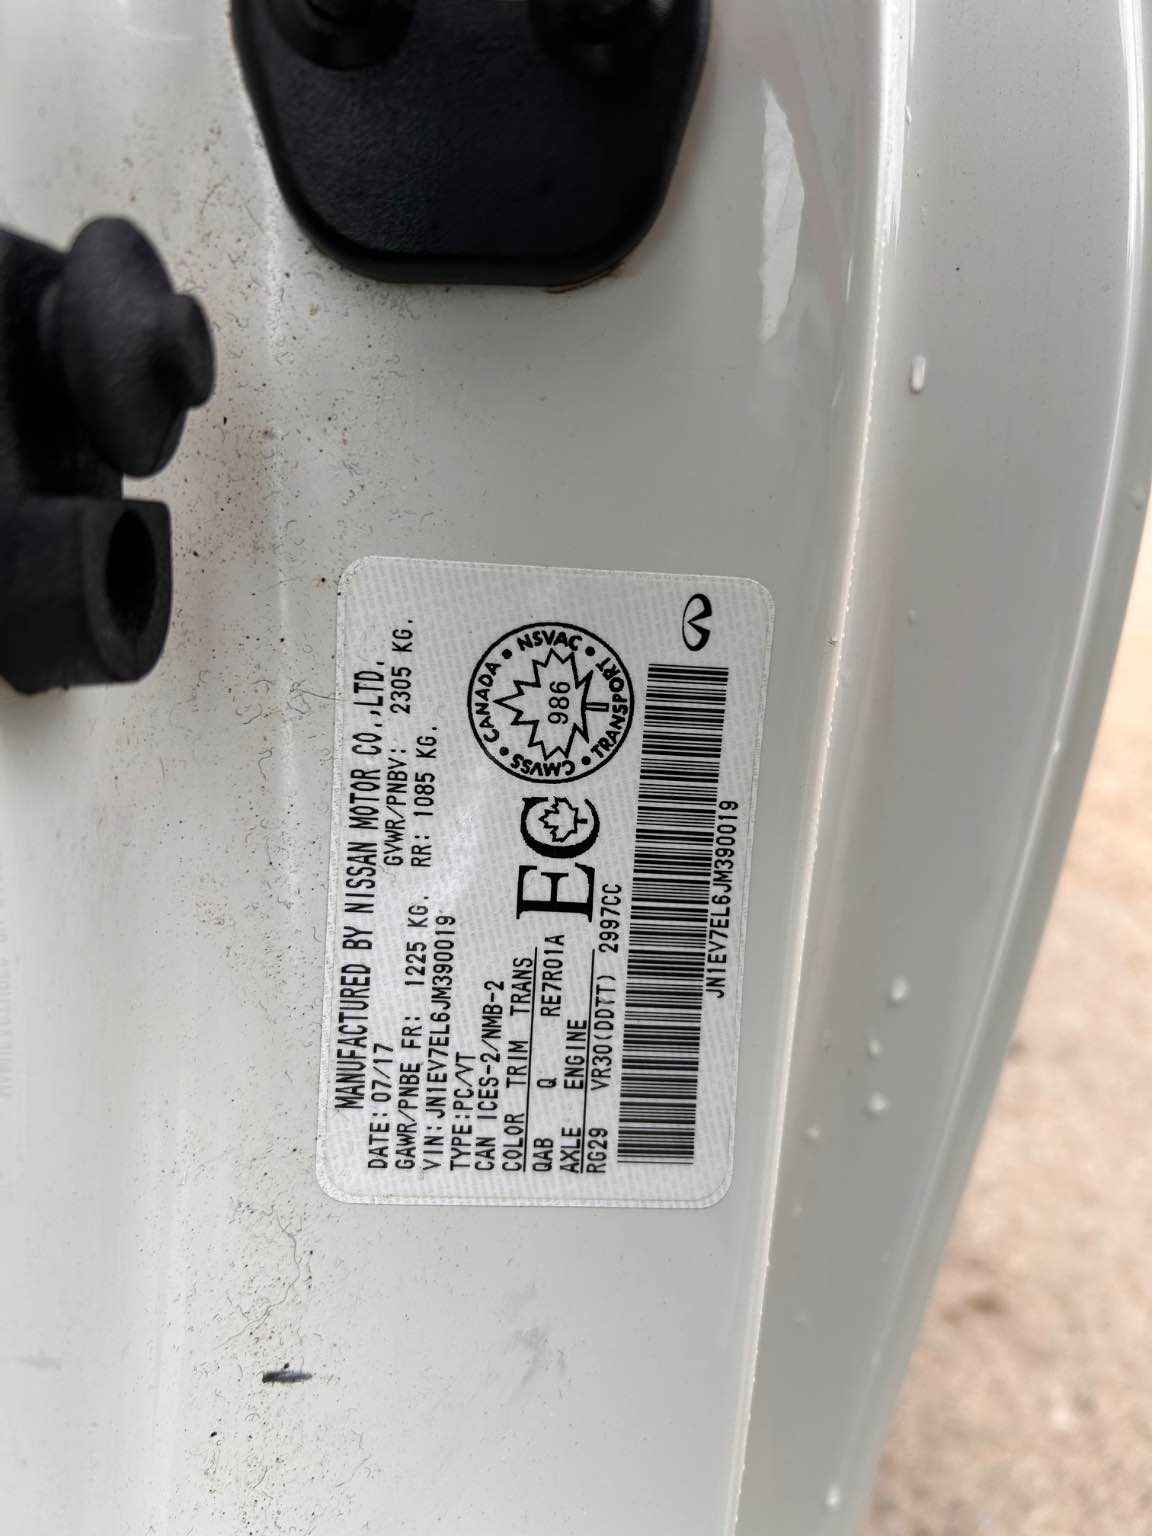 MANUFACTURED BY NISSAN MOTOR CO.,LTD.
DATE:07/17 GVWR/PNBV: 2305 KG.
GAWR/PNBE FR: 1225 KG. RR: 1085 KG.
VIN:JN1EV7EL6JM390019
TYPE:PC/VT
CAN ICES-2/NMB-2
COLOR TRIM TRANS
QAB Q RE7R01A
AXLE ENGINE
RG29 VR30(DD7T) 2997CC
EC
CANADA • NSVAC • TRANSPORT • CMVSS •
986
JN1EV7EL6JM390019